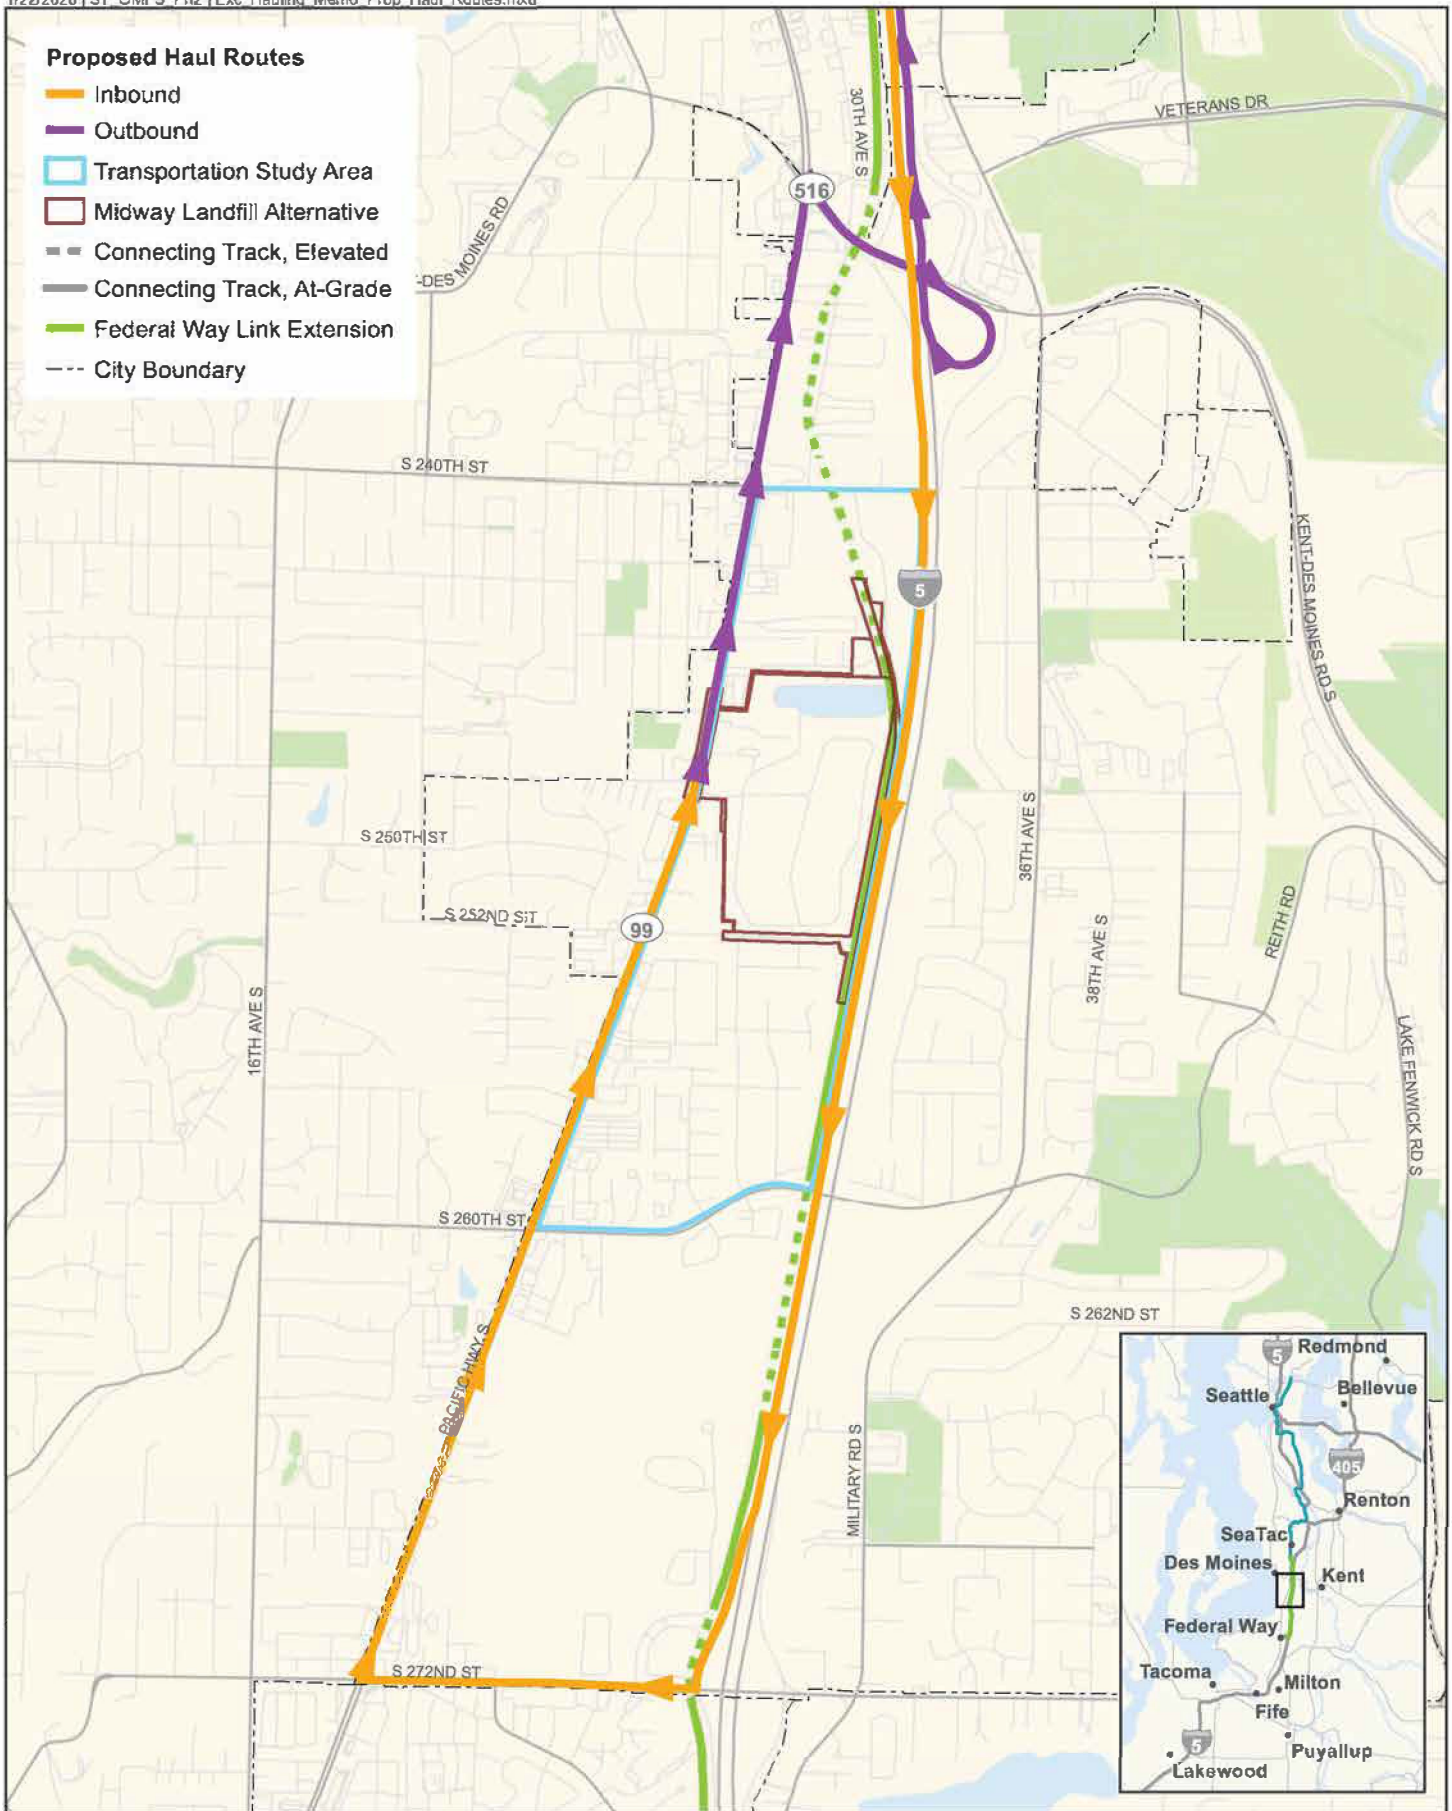 Proposed Haul Routes
Inbound
Outbound
Transportation Study Area
Midway Landfill Alternative
Connecting Track, Elevated
Connecting Track, At-Grade
Federal Way Link Extension
City Boundary
30TH AVE S
VETERANS DR
516
-DES MOINES RD
S 240TH ST
5
KENT-DES MOINES RD S
S 250TH ST
36TH AVE S
S 252ND ST
99
38TH AVE S
REITH RD
16TH AVE S
LAKE FENWICK RD S
S 260TH ST
S 262ND ST
PACIFIC HWY S
MILITARY RD S
S 272ND ST
5
Redmond
Seattle
Bellevue
405
Renton
SeaTac
Des Moines
Kent
Federal Way
Tacoma
Milton
Fife
5
Puyallup
Lakewood